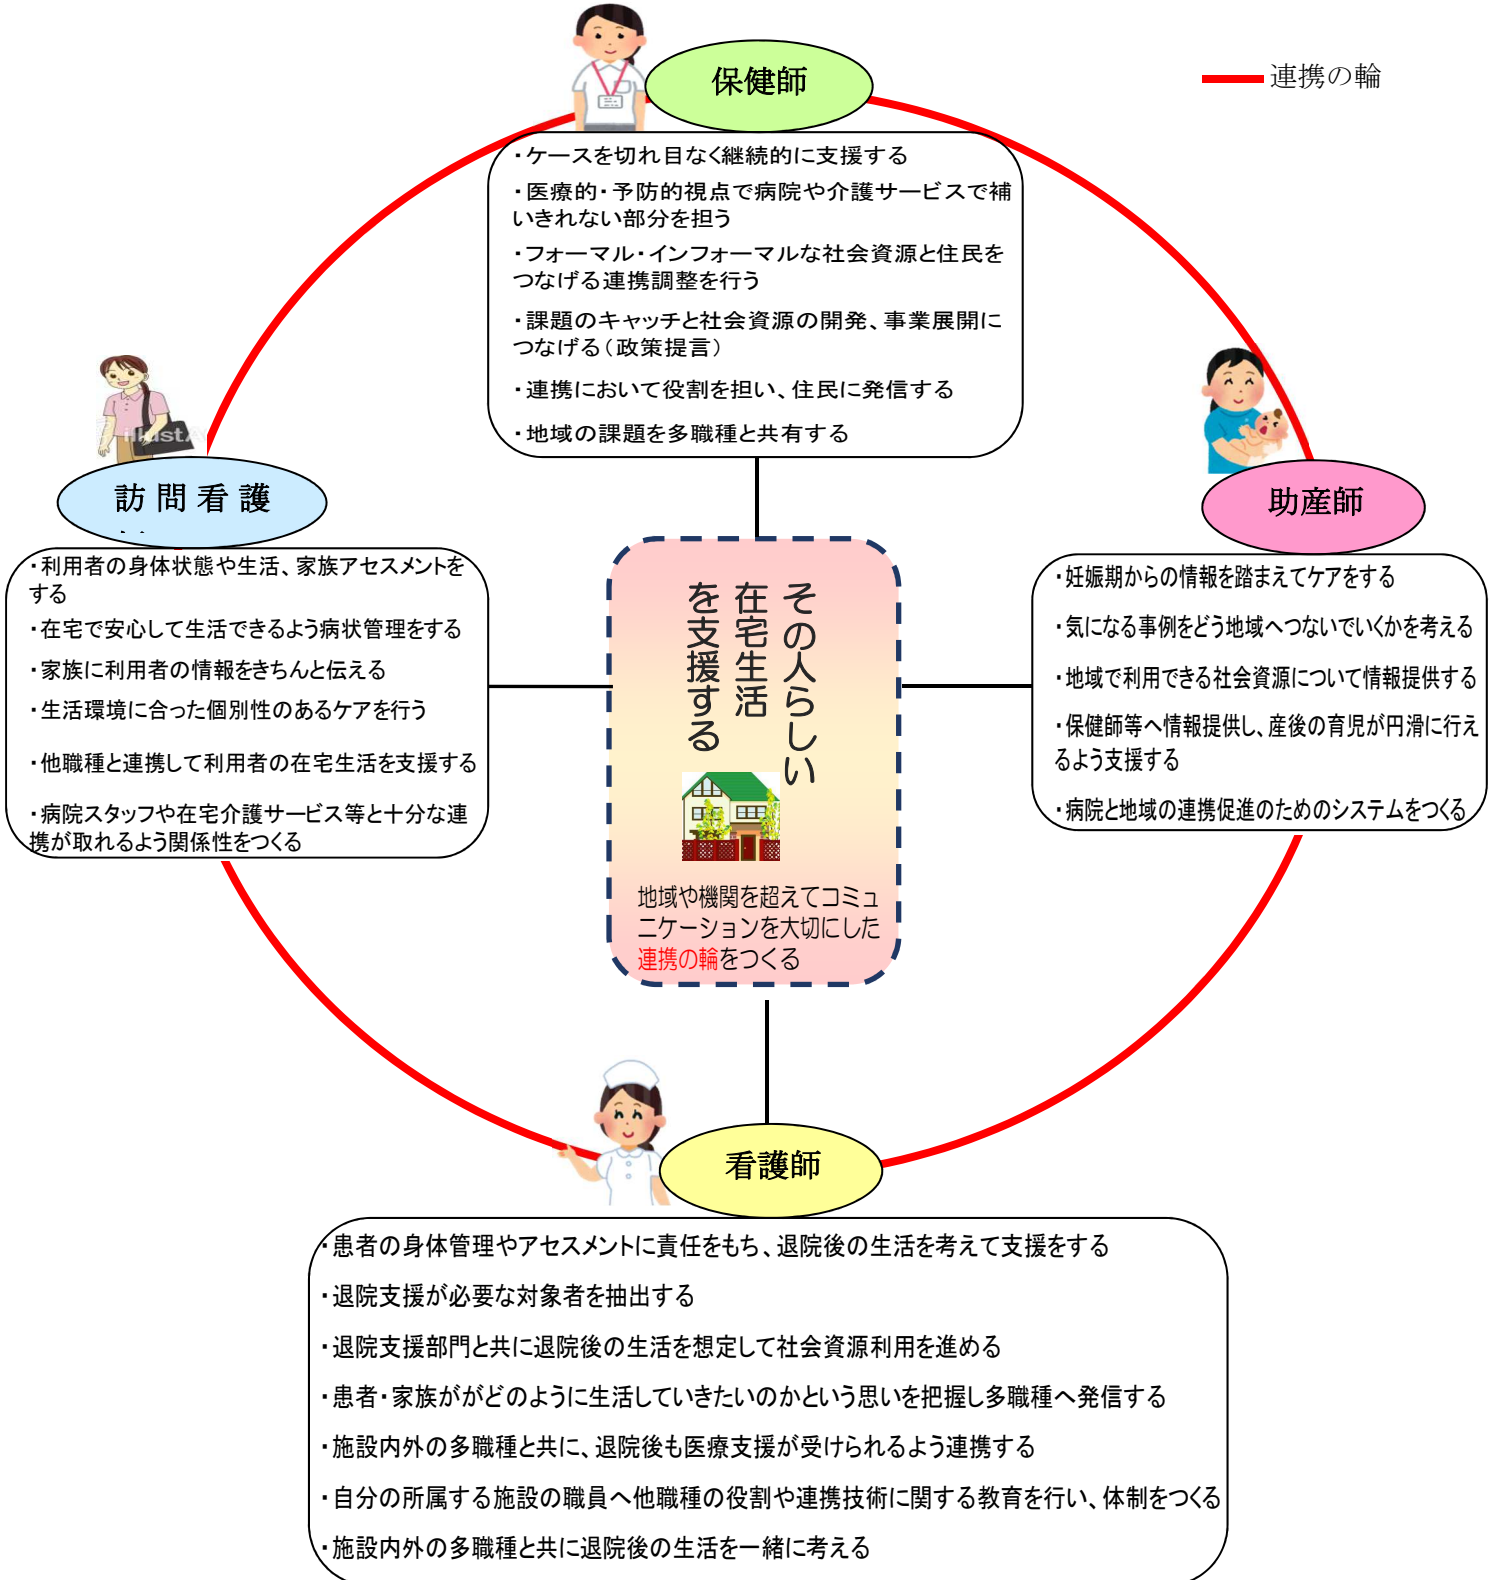 保健師
連携の輪
・ケースを切れ目なく継続的に支援する
・医療的・予防的視点で病院や介護サービスで補
いきれない部分を担う
・フォーマル・インフォーマルな社会資源と住民を
つなげる連携調整を行う
・課題のキャッチと社会資源の開発、事業展開に
つなげる（政策提言）
・連携において役割を担い、住民に発信する
・地域の課題を多職種と共有する
訪問看護
・利用者の身体状態や生活、家族アセスメントを
する
・在宅で安心して生活できるよう病状管理をする
・家族に利用者の情報をきちんと伝える
・生活環境に合った個別性のあるケアを行う
・他職種と連携して利用者の在宅生活を支援する
・病院スタッフや在宅介護サービス等と十分な連
携が取れるよう関係性をつくる
その人らしい
在宅生活
を支援する
地域や機関を超えてコミュ
ニケーションを大切にした
連携の輪をつくる
助産師
・妊娠期からの情報を踏まえてケアをする
・気になる事例をどう地域へつないでいくかを考える
・地域で利用できる社会資源について情報提供する
・保健師等へ情報提供し、産後の育児が円滑に行え
るよう支援する
・病院と地域の連携促進のためのシステムをつくる
看護師
・患者の身体管理やアセスメントに責任をもち、退院後の生活を考えて支援をする
・退院支援が必要な対象者を抽出する
・退院支援部門と共に退院後の生活を想定して社会資源利用を進める
・患者・家族ががどのように生活していきたいのかという思いを把握し多職種へ発信する
・施設内外の多職種と共に、退院後も医療支援が受けられるよう連携する
・自分の所属する施設の職員へ他職種の役割や連携技術に関する教育を行い、体制をつくる
・施設内外の多職種と共に退院後の生活を一緒に考える